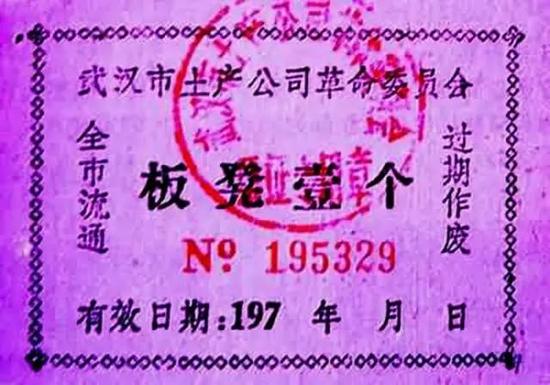 武汉市土产公司革命委员会
全市流通
板凳壹个
过期作废
№ 195329
有效日期:197 年 月 日